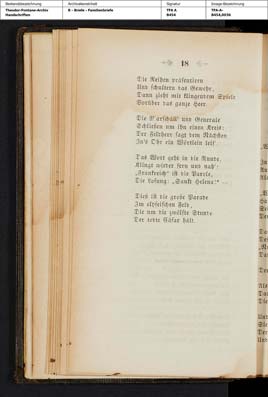 Bestandsbezeichnung
Archivalieneinheit
Signatur
Image-Bezeichnung
Theodor-Fontane-Archiv
Handschriften
B - Briefe - Familienbriefe
TFA A
B454
TFA-A-
B454_0036
18
Die Reihen präsentiren
Und schultern das Gewehr,
Dann zieht mit klingendem Spiele
Vorüber das ganze Heer.
Die Marschäll' und Generale
Schließen um ihn einen Kreis:
Der Feldherr sagt dem Nächsten
In's Ohr ein Wörtlein leis'.
Das Wort geht in die Runde,
Klingt wieder fern und nah':
„Frankreich" ist die Parole,
Die Losung: „Sankt Helena!" —
Dies ist die große Parade
Im elyseischen Feld,
Die um die zwölfte Stunde
Der todte Cäsar hält.